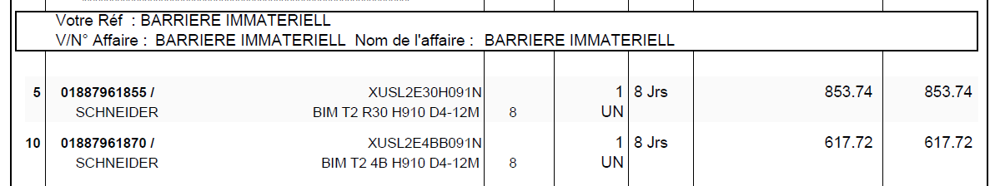 Votre Réf : BARRIERE IMMATERIELL
V/N° Affaire : BARRIERE IMMATERIELL Nom de l'affaire : BARRIERE IMMATERIELL
5 01887961855 / XUSL2E30H091N 1 8 Jrs 853.74 853.74
SCHNEIDER BIM T2 R30 H910 D4-12M 8 UN
10 01887961870 / XUSL2E4BB091N 1 8 Jrs 617.72 617.72
SCHNEIDER BIM T2 4B H910 D4-12M 8 UN